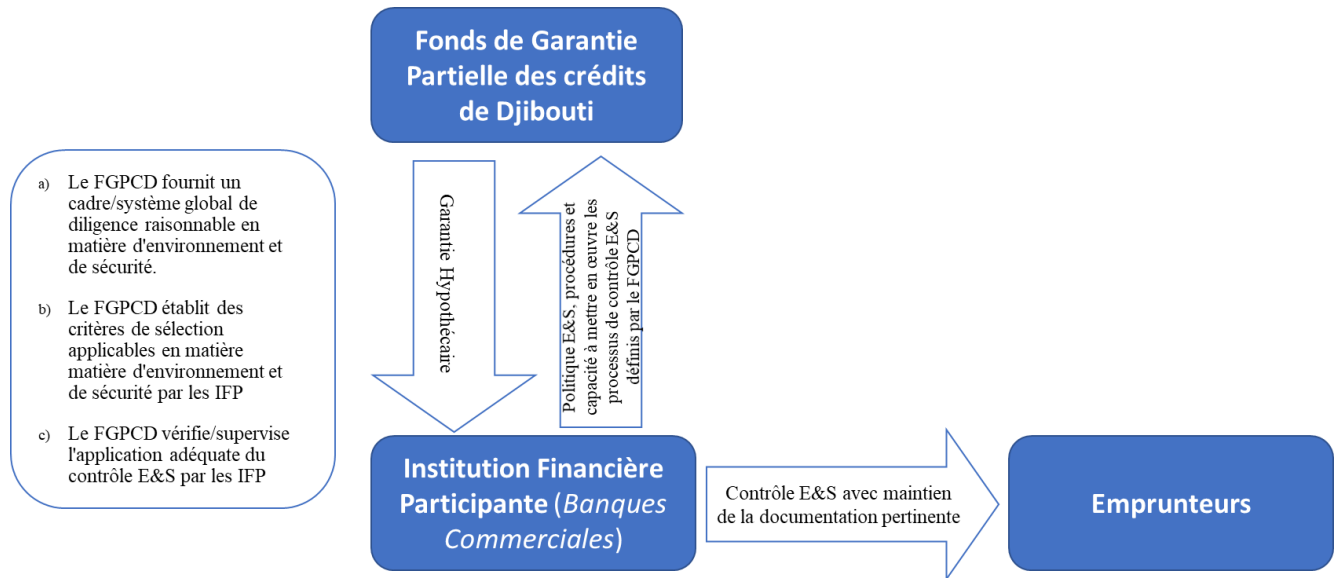 Fonds de Garantie
Partielle des crédits
de Djibouti
a) Le FGPCD fournit un
cadre/système global de
diligence raisonnable en
matière d'environnement et
de sécurité.
b) Le FGPCD établit des
critères de sélection
applicables en matière
matière d'environnement et
de sécurité par les IFP
c) Le FGPCD vérifie/supervise
l'application adéquate du
contrôle E&S par les IFP
Garantie Hypothécaire
Politique E&S, procédures et
capacité à mettre en œuvre les
processus de contrôle E&S
définis par le FGPCD
Institution Financière
Participante (Banques
Commerciales)
Contrôle E&S avec maintien
de la documentation pertinente
Emprunteurs